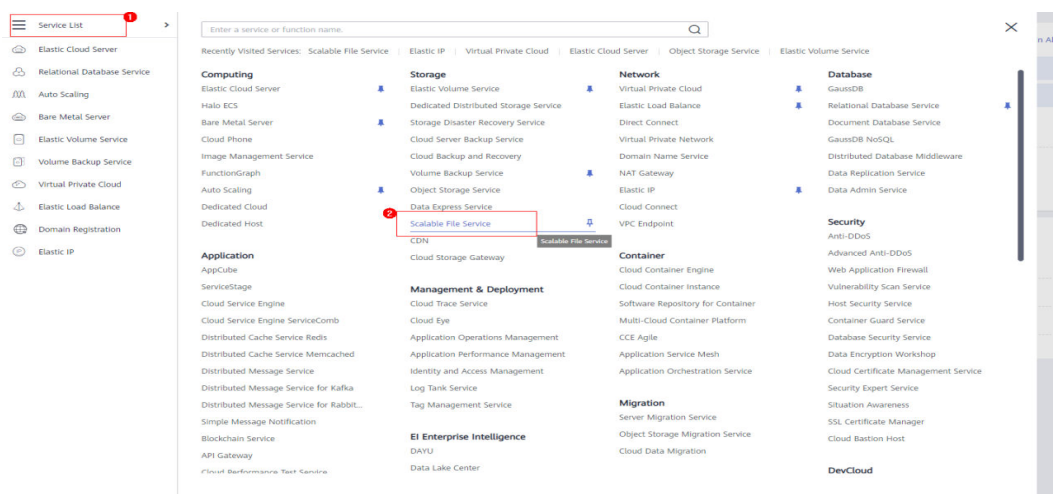 Service List
1
Elastic Cloud Server
Relational Database Service
Auto Scaling
Bare Metal Server
Elastic Volume Service
Volume Backup Service
Virtual Private Cloud
Elastic Load Balance
Domain Registration
Elastic IP
Enter a service or function name.
Recently Visited Services: Scalable File Service | Elastic IP | Virtual Private Cloud | Elastic Cloud Server | Object Storage Service | Elastic Volume Service
Computing
Elastic Cloud Server
Halo ECS
Bare Metal Server
Cloud Phone
Image Management Service
FunctionGraph
Auto Scaling
Dedicated Cloud
Dedicated Host
Application
AppCube
ServiceStage
Cloud Service Engine
Cloud Service Engine ServiceComb
Distributed Cache Service Redis
Distributed Cache Service Memcached
Distributed Message Service
Distributed Message Service for Kafka
Distributed Message Service for Rabbit...
Simple Message Notification
Blockchain Service
API Gateway
Cloud Performance Test Service
Storage
Elastic Volume Service
Dedicated Distributed Storage Service
Storage Disaster Recovery Service
Cloud Server Backup Service
Cloud Backup and Recovery
Volume Backup Service
Object Storage Service
Data Express Service
2
Scalable File Service
Scalable File Service
CDN
Cloud Storage Gateway
Management & Deployment
Cloud Trace Service
Cloud Eye
Application Operations Management
Application Performance Management
Identity and Access Management
Log Tank Service
Tag Management Service
EI Enterprise Intelligence
DAYU
Data Lake Center
Network
Virtual Private Cloud
Elastic Load Balance
Direct Connect
Virtual Private Network
Domain Name Service
NAT Gateway
Elastic IP
Cloud Connect
VPC Endpoint
Container
Cloud Container Engine
Cloud Container Instance
Software Repository for Container
Multi-Cloud Container Platform
CCE Agile
Application Service Mesh
Application Orchestration Service
Migration
Server Migration Service
Object Storage Migration Service
Cloud Data Migration
Database
GaussDB
Relational Database Service
Document Database Service
GaussDB NoSQL
Distributed Database Middleware
Data Replication Service
Data Admin Service
Security
Anti-DDoS
Advanced Anti-DDoS
Web Application Firewall
Vulnerability Scan Service
Host Security Service
Container Guard Service
Database Security Service
Data Encryption Workshop
Cloud Certificate Management Service
Security Expert Service
Situation Awareness
SSL Certificate Manager
Cloud Bastion Host
DevCloud